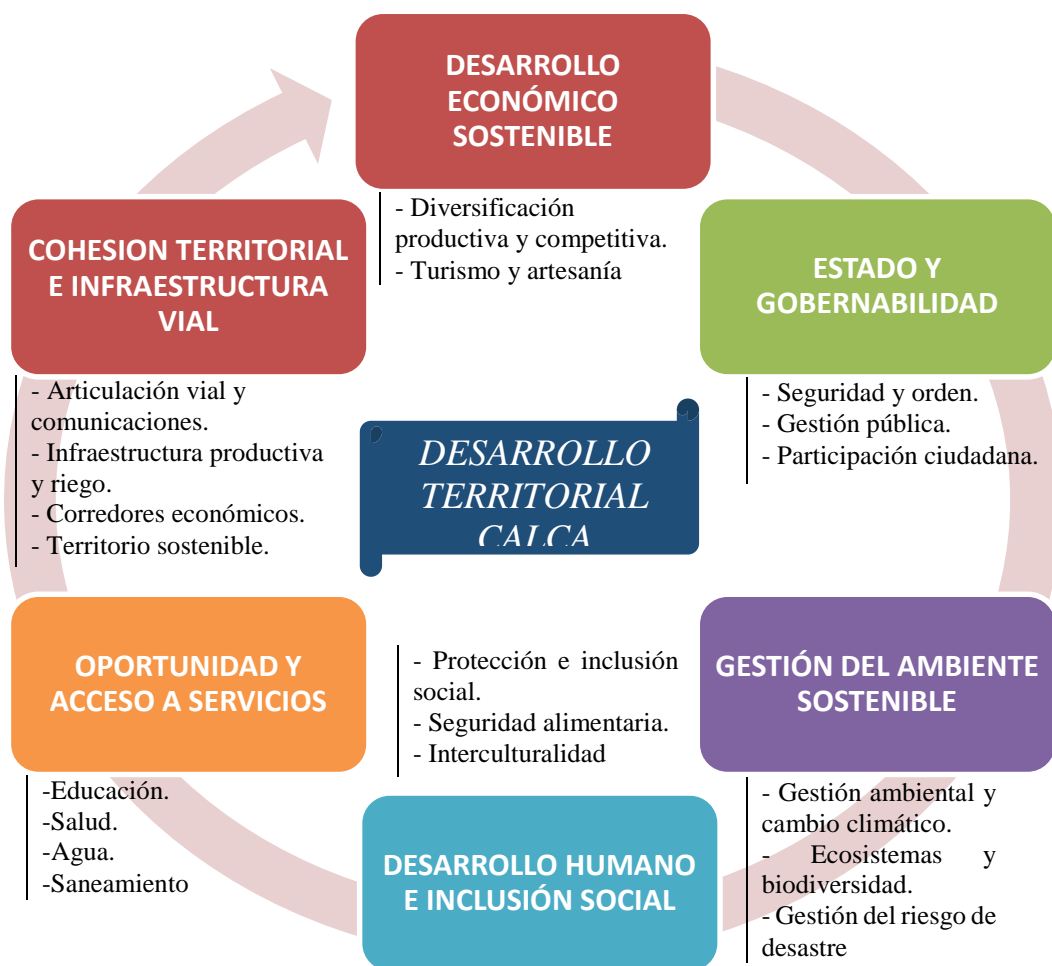 DESARROLLO
ECONÓMICO
SOSTENIBLE
- Diversificación
productiva y competitiva.
- Turismo y artesanía
ESTADO Y
GOBERNABILIDAD
- Seguridad y orden.
- Gestión pública.
- Participación ciudadana.
GESTIÓN DEL AMBIENTE
SOSTENIBLE
- Gestión ambiental y
cambio climático.
- Ecosistemas y
biodiversidad.
- Gestión del riesgo de
desastre
DESARROLLO HUMANO
E INCLUSIÓN SOCIAL
- Protección e inclusión
social.
- Seguridad alimentaria.
- Interculturalidad
OPORTUNIDAD Y
ACCESO A SERVICIOS
-Educación.
-Salud.
-Agua.
-Saneamiento
COHESION TERRITORIAL
E INFRAESTRUCTURA
VIAL
- Articulación vial y
comunicaciones.
- Infraestructura productiva
y riego.
- Corredores económicos.
- Territorio sostenible.
DESARROLLO
TERRITORIAL
CALCA